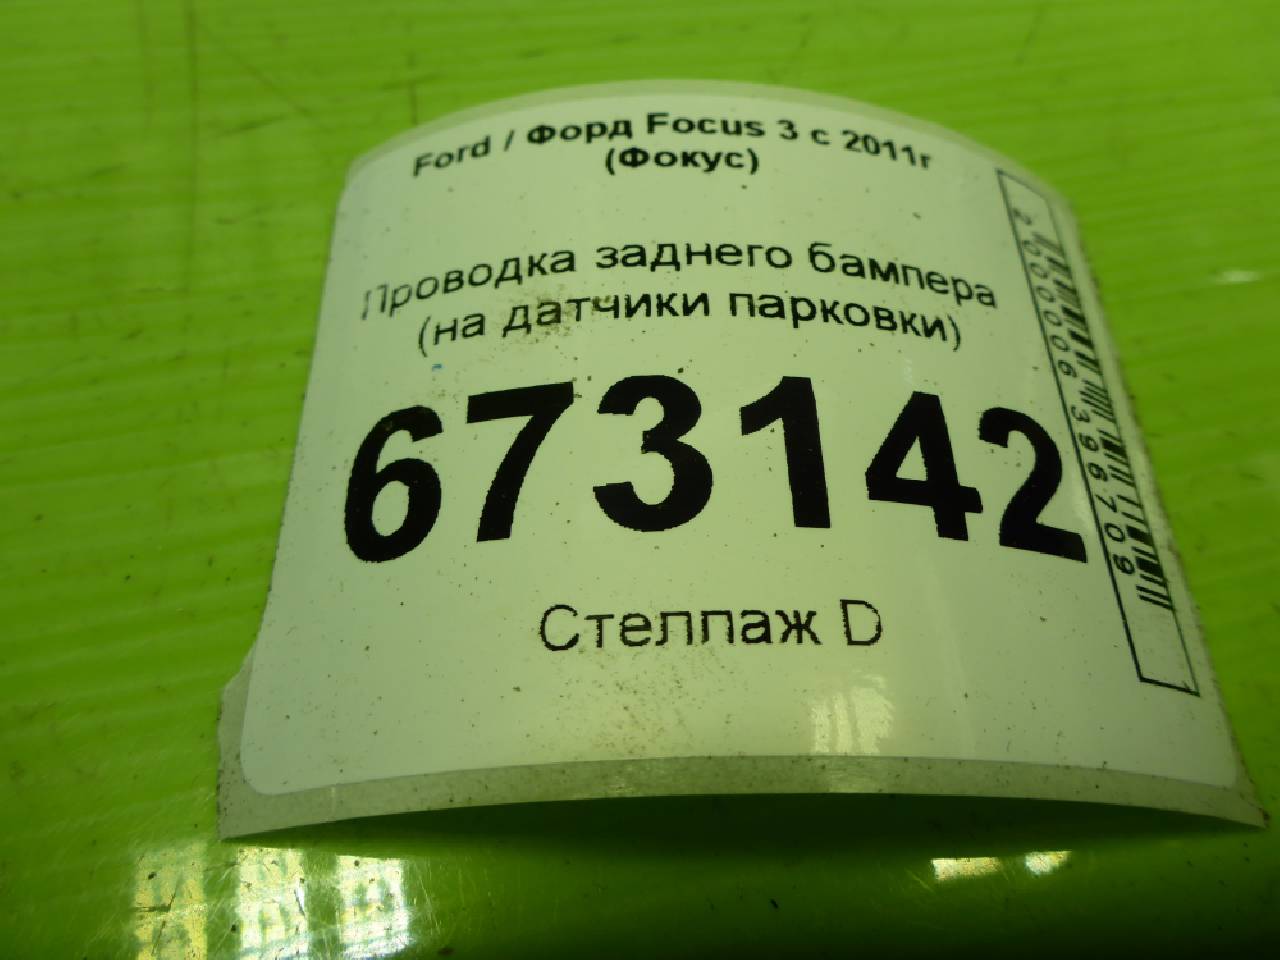 Ford / Форд Focus 3 с 2011г
(Фокус)
Проводка заднего бампера
(на датчики парковки)
673142
Стеллаж D
2000006396709